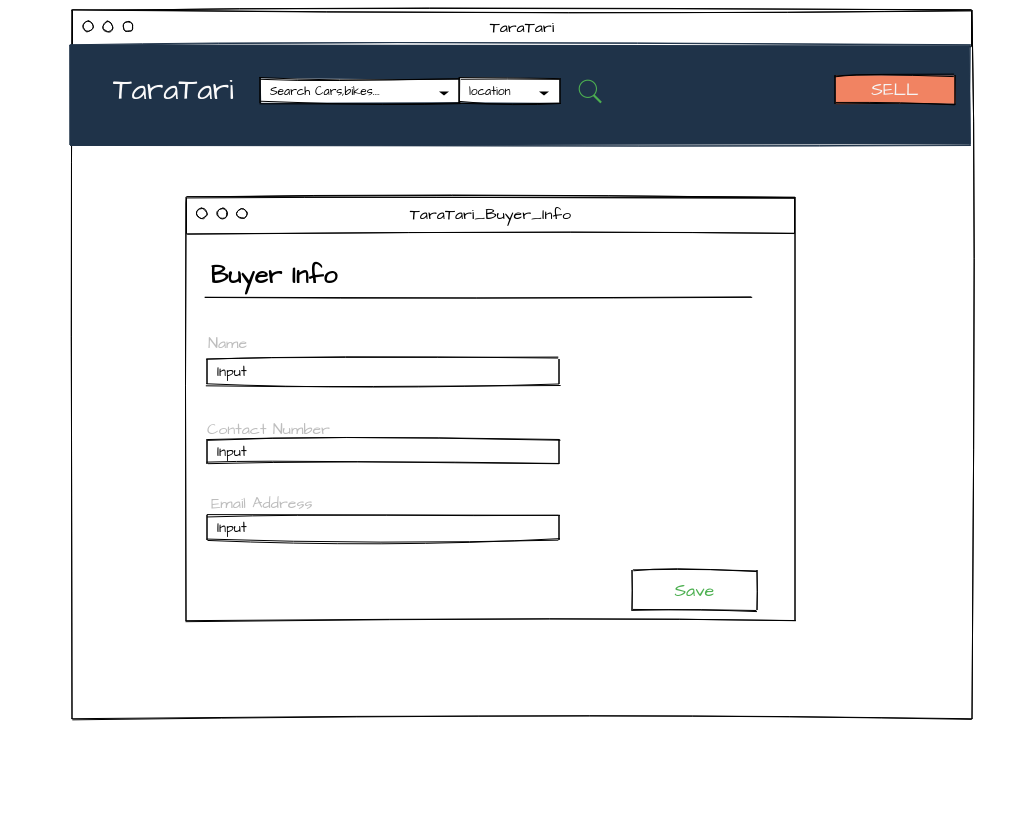 TaraTari
TaraTari
Search Cars,bikes...
location
SELL
TaraTari_Buyer_Info
Buyer Info
Name
Input
Contact Number
Input
Email Address
Input
Save